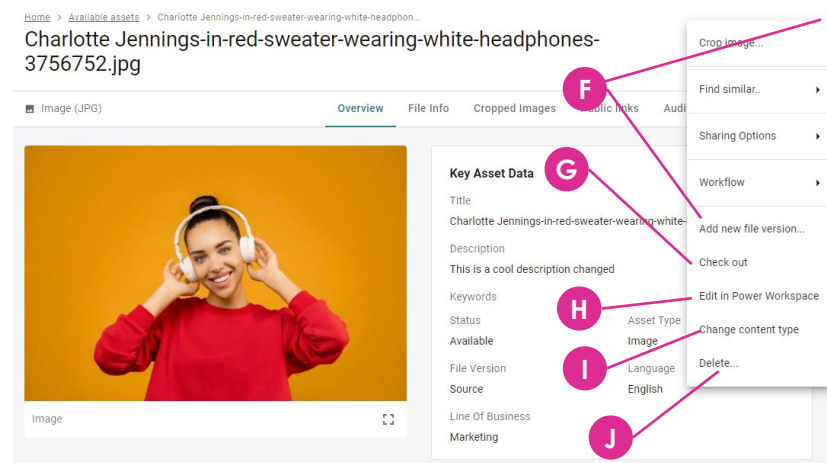 Home > Available assets > Charlotte Jennings-in-red-sweater-wearing-white-headphon...
Charlotte Jennings-in-red-sweater-wearing-white-headphones-
3756752.jpg
Image (JPG)
Overview File Info Cropped Images Public links Audi
Key Asset Data
Title
Charlotte Jennings-in-red-sweater-wearing-white-
Description
This is a cool description changed
Keywords
Status Asset Type
Available Image
File Version Language
Source English
Line Of Business
Marketing
Image
Crop image...
Find similar..
Sharing Options
Workflow
Add new file version...
Check out
Edit in Power Workspace
Change content type
Delete...
F
G
H
I
J